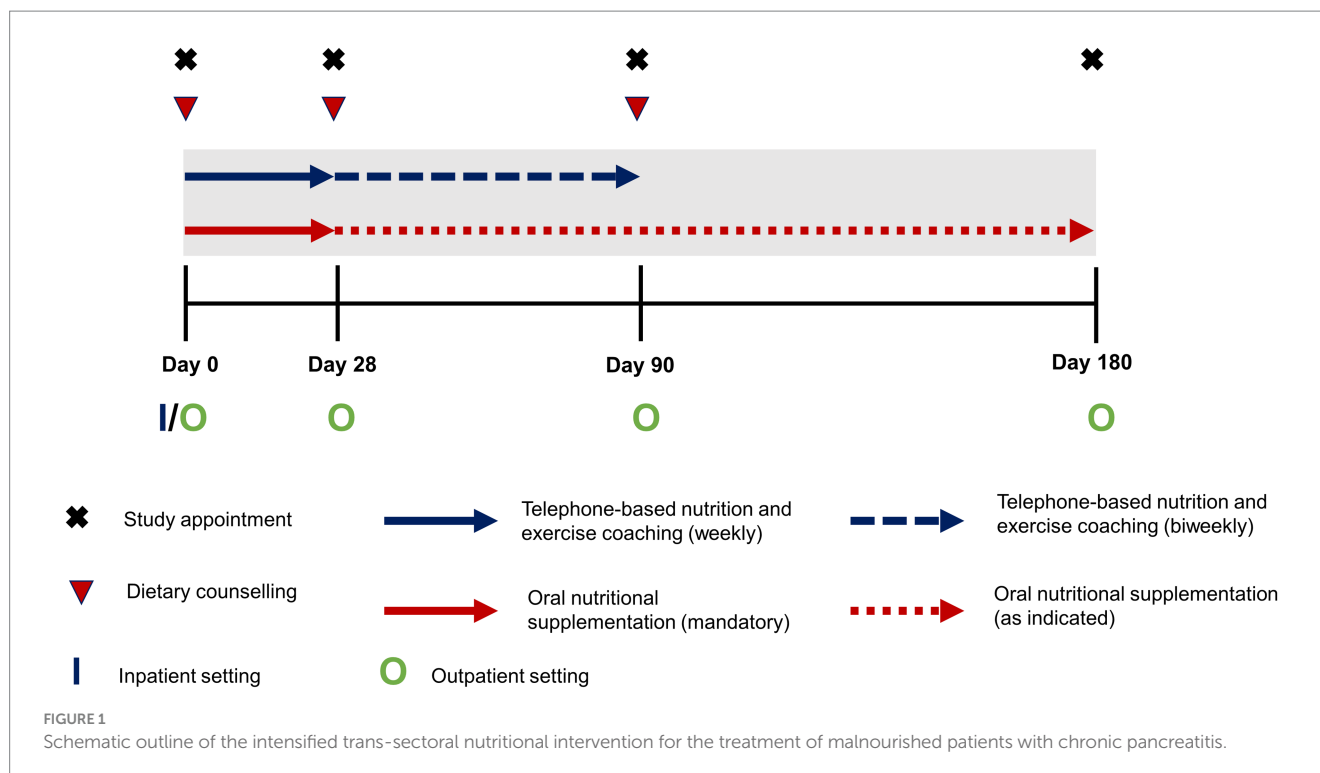 Day 0
Day 28
Day 90
Day 180
I/O
O
O
O
Study appointment
Telephone-based nutrition and
exercise coaching (weekly)
Telephone-based nutrition and
exercise coaching (biweekly)
Dietary counselling
Oral nutritional
supplementation (mandatory)
Oral nutritional supplementation
(as indicated)
I
Inpatient setting
O
Outpatient setting
FIGURE 1
Schematic outline of the intensified trans-sectoral nutritional intervention for the treatment of malnourished patients with chronic pancreatitis.